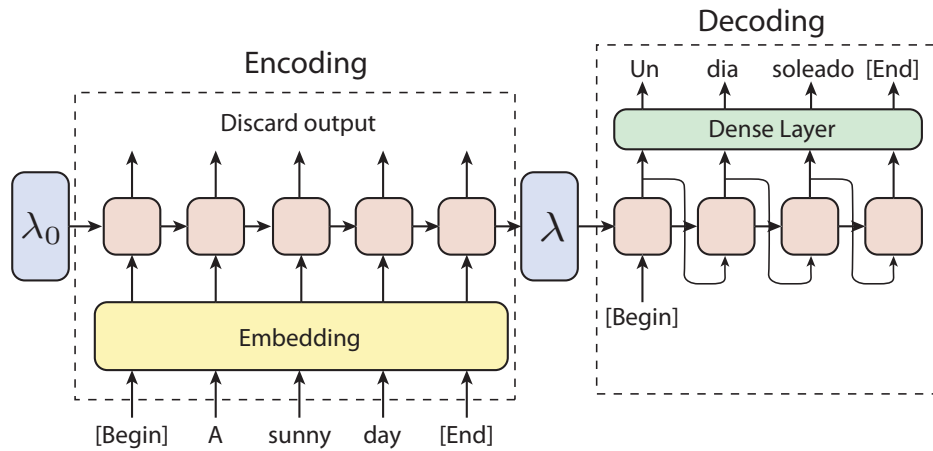 Decoding
Encoding
Un dia soleado [End]
Discard output
Dense Layer
λ0
λ
[Begin]
Embedding
[Begin] A sunny day [End]